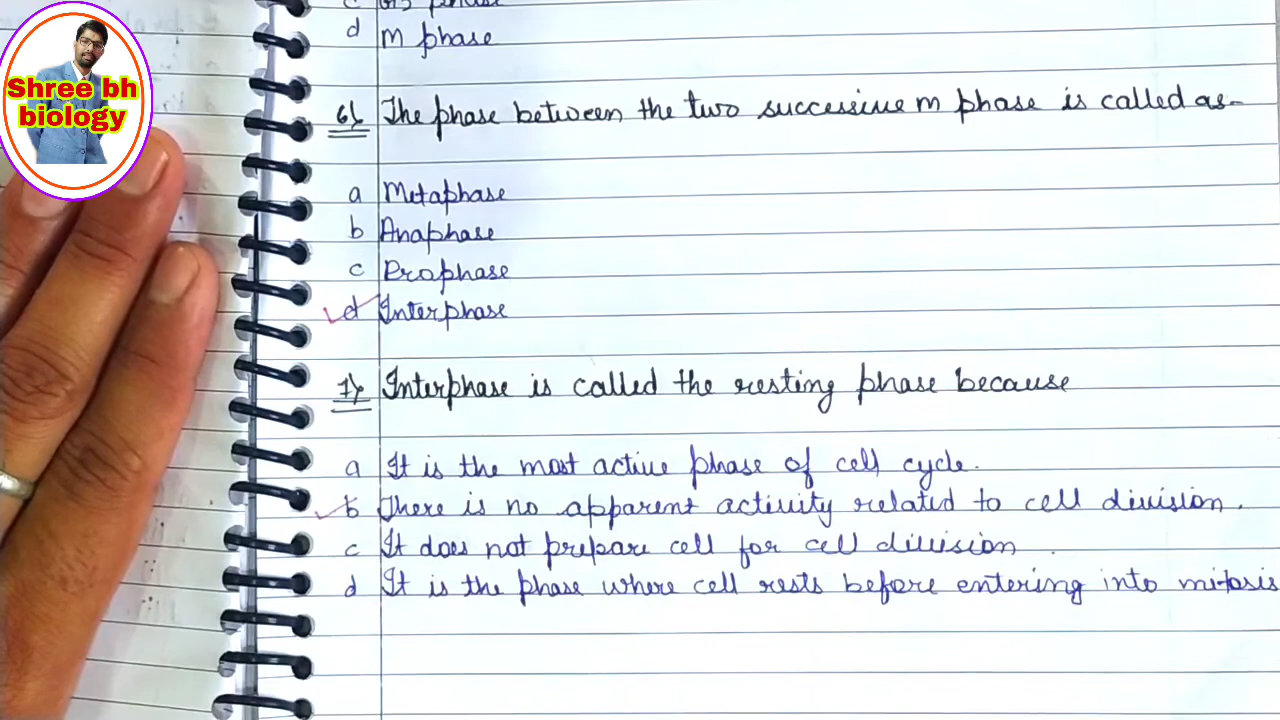 Shree bh
biology
d M phase
6) The phase between the two successive m phase is called as-
a Metaphase
b Anaphase
c Prophase
d Interphase
7) Interphase is called the resting phase because
a It is the most active phase of cell cycle.
b There is no apparent activity related to cell division.
c It does not prepare cell for cell division.
d It is the phase where cell rests before entering into mitosis